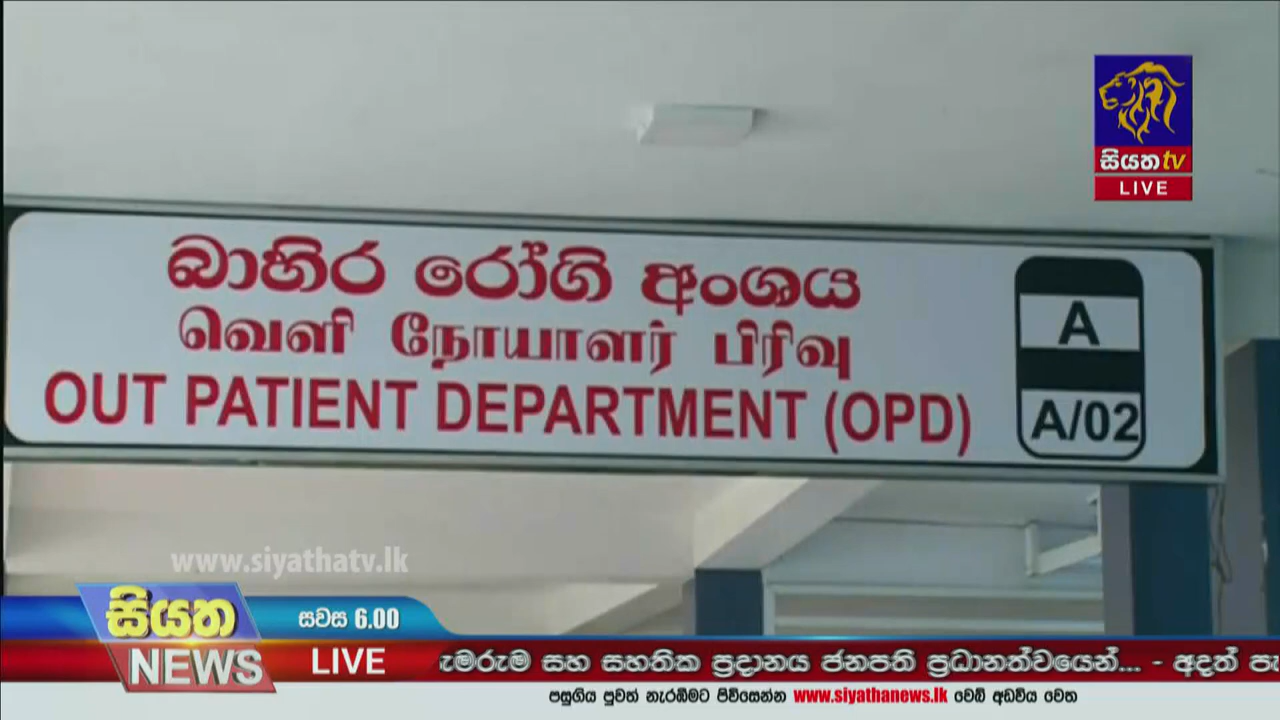 සියත tv
LIVE
බාහිර රෝගි අංශය
வெளி நோயாளர் பிரிவு
OUT PATIENT DEPARTMENT (OPD)
A
A/02
www.siyathatv.lk
සියත
NEWS
සවස 6.00
LIVE
සහ සහතික ප්‍රදානය ජනපති ප්‍රධානත්වයෙන්... - අදත්
පසුගිය පුවත් නැරඹීමට පිවිසෙන්න www.siyathanews.lk වෙබ් අඩවිය වෙත